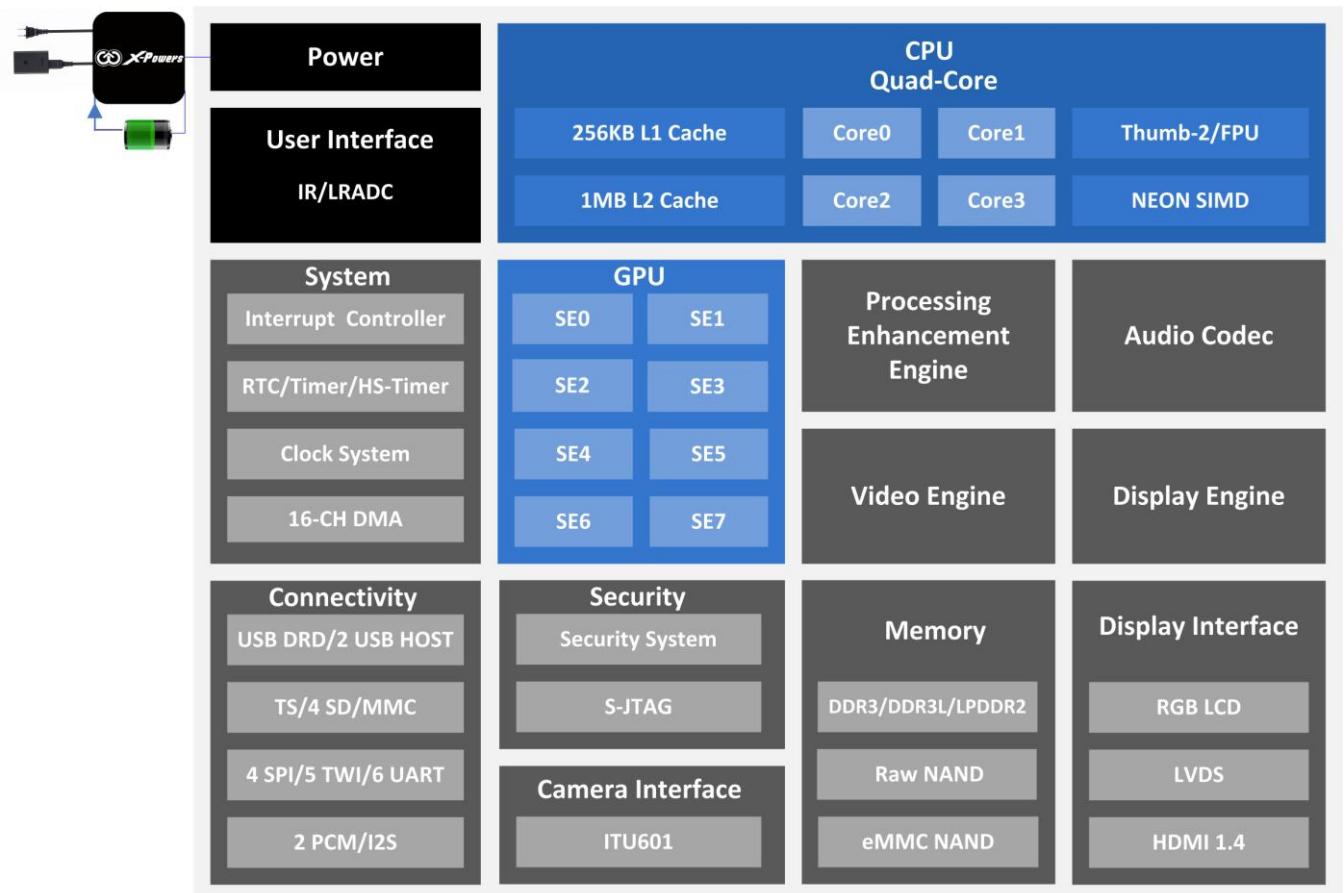 X-Powers
Power
User Interface
IR/LRADC
CPU
Quad-Core
256KB L1 Cache
Core0
Core1
Thumb-2/FPU
1MB L2 Cache
Core2
Core3
NEON SIMD
System
Interrupt Controller
RTC/Timer/HS-Timer
Clock System
16-CH DMA
GPU
SE0
SE1
SE2
SE3
SE4
SE5
SE6
SE7
Processing
Enhancement
Engine
Audio Codec
Video Engine
Display Engine
Connectivity
USB DRD/2 USB HOST
TS/4 SD/MMC
4 SPI/5 TWI/6 UART
2 PCM/I2S
Security
Security System
S-JTAG
Camera Interface
ITU601
Memory
DDR3/DDR3L/LPDDR2
Raw NAND
eMMC NAND
Display Interface
RGB LCD
LVDS
HDMI 1.4